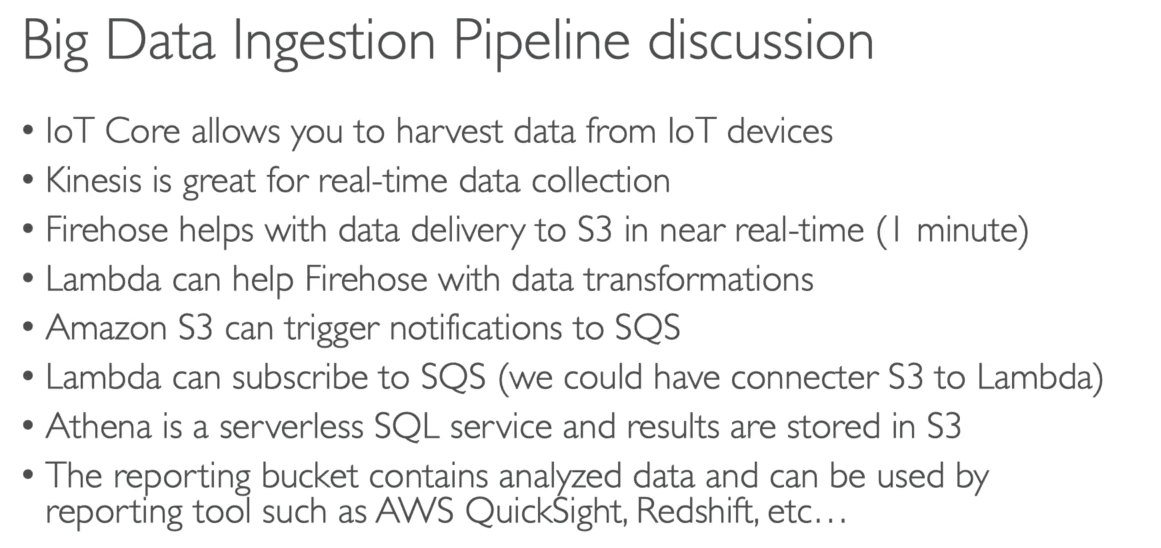 Big Data Ingestion Pipeline discussion
• IoT Core allows you to harvest data from IoT devices
• Kinesis is great for real-time data collection
• Firehose helps with data delivery to S3 in near real-time (1 minute)
• Lambda can help Firehose with data transformations
• Amazon S3 can trigger notifications to SQS
• Lambda can subscribe to SQS (we could have connecter S3 to Lambda)
• Athena is a serverless SQL service and results are stored in S3
• The reporting bucket contains analyzed data and can be used by
reporting tool such as AWS QuickSight, Redshift, etc…